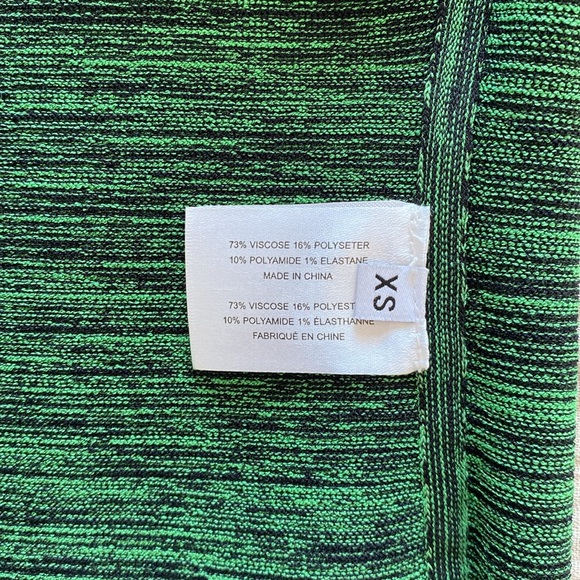 73% VISCOSE 16% POLYSETER
10% POLYAMIDE 1% ELASTANE
MADE IN CHINA
73% VISCOSE 16% POLYEST
10% POLYAMIDE 1% ÉLASTHANNE
FABRIQUÉ EN CHINE
XS